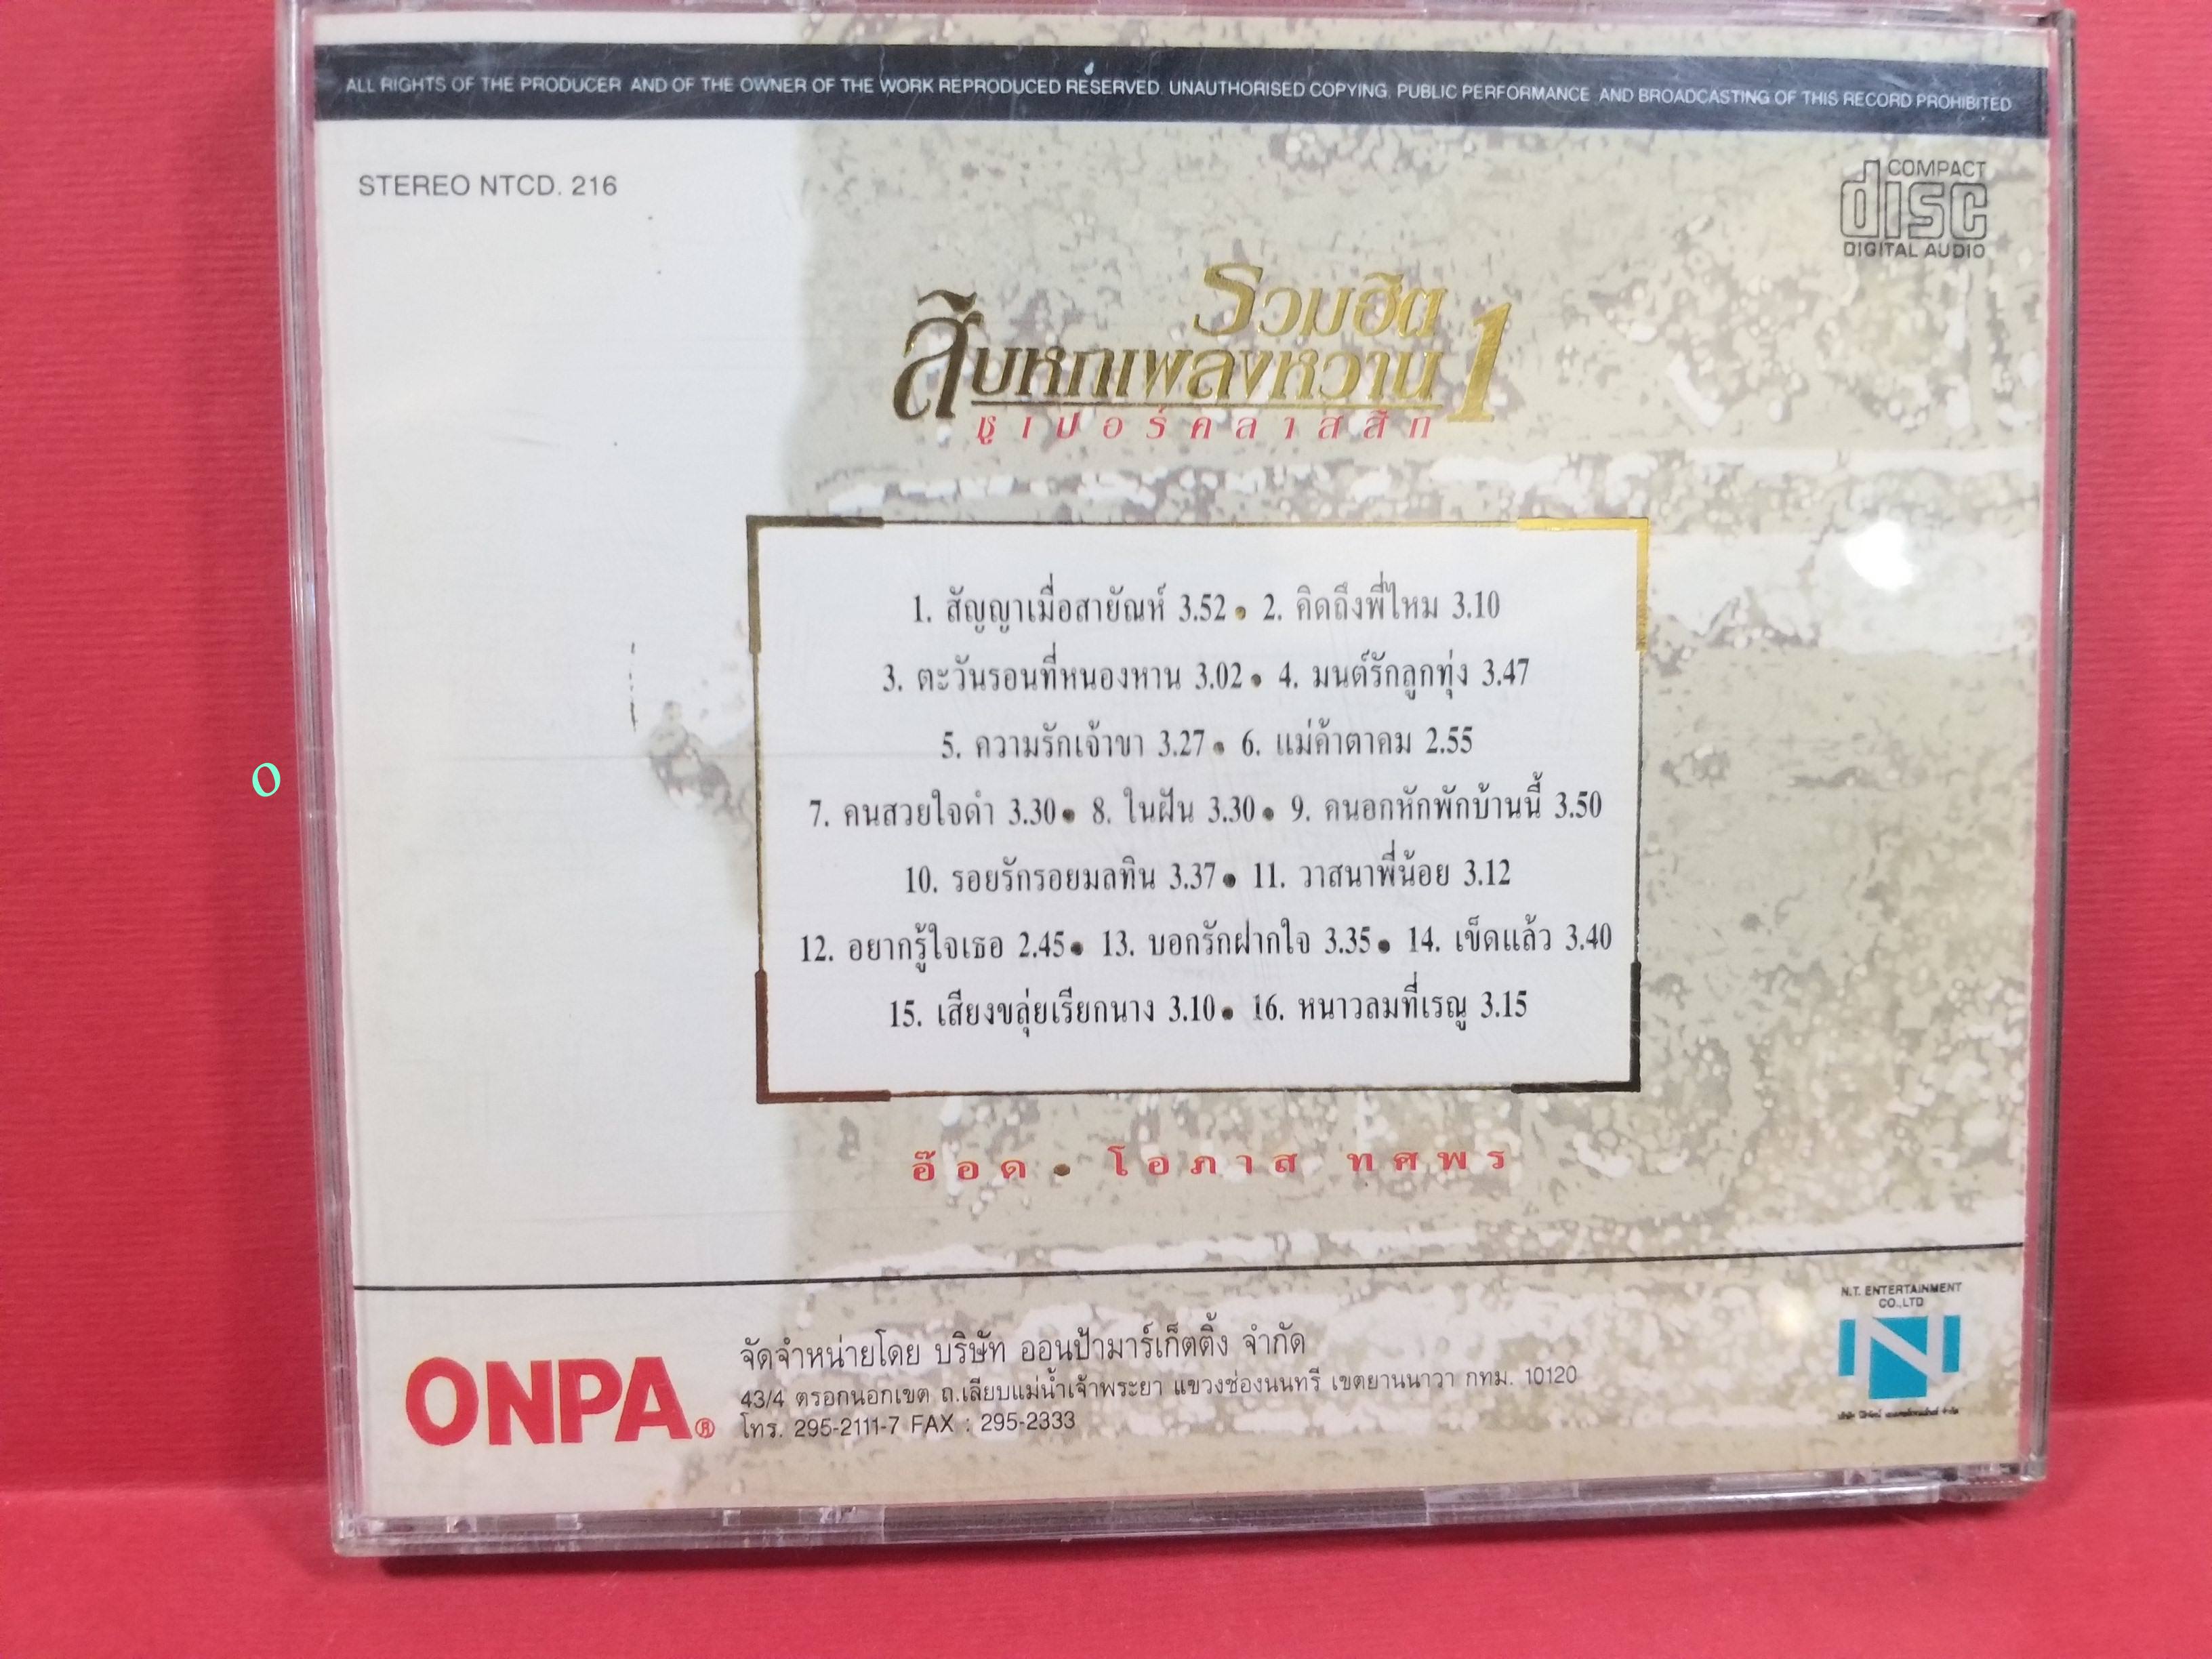 ALL RIGHTS OF THE PRODUCER AND OF THE OWNER OF THE WORK REPRODUCED RESERVED. UNAUTHORISED COPYING, PUBLIC PERFORMANCE AND BROADCASTING OF THIS RECORD PROHIBITED
STEREO NTCD. 216
COMPACT
disc
DIGITAL AUDIO
รวมฮิต
สิบหกเพลงหวาน 1
ซูเปอร์คลาสสิก
1. สัญญาเมื่อสายัณห์ 3.52 • 2. คิดถึงพี่ไหม 3.10
3. ตะวันรอนที่หนองหาน 3.02 • 4. มนต์รักลูกทุ่ง 3.47
5. ความรักเจ้าขา 3.27 • 6. แม่ค้าตาคม 2.55
7. คนสวยใจดำ 3.30 • 8. ในฝัน 3.30 • 9. คนอกหักพักบ้านนี้ 3.50
10. รอยรักรอยมลทิน 3.37 • 11. วาสนาพี่น้อย 3.12
12. อยากรู้ใจเธอ 2.45 • 13. บอกรักฝากใจ 3.35 • 14. เข็ดแล้ว 3.40
15. เสียงขลุ่ยเรียกนาง 3.10 • 16. หนาวลมที่เรณู 3.15
อ๊อด • โอภาส ทศพร
N.T. ENTERTAINMENT
CO.,LTD
ONPA®
จัดจำหน่ายโดย บริษัท ออนป้ามาร์เก็ตติ้ง จำกัด
43/4 ตรอกนอกเขต ถ.เลียบแม่น้ำเจ้าพระยา แขวงช่องนนทรี เขตยานนาวา กทม. 10120
โทร. 295-2111-7 FAX : 295-2333
O